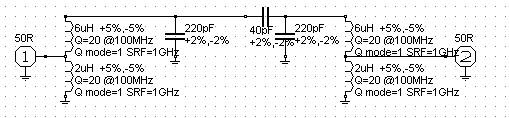 6uH +5%,-5%
Q=20 @100MHz
Q mode=1 SRF=1GHz
220pF
+2%,-2%
40pF
+2%,-2%
220pF
+2%,-2%
6uH +5%,-5%
Q=20 @100MHz
Q mode=1 SRF=1GHz
50R
1
50R
2
2uH +5%,-5%
Q=20 @100MHz
Q mode=1 SRF=1GHz
2uH +5%,-5%
Q=20 @100MHz
Q mode=1 SRF=1GHz